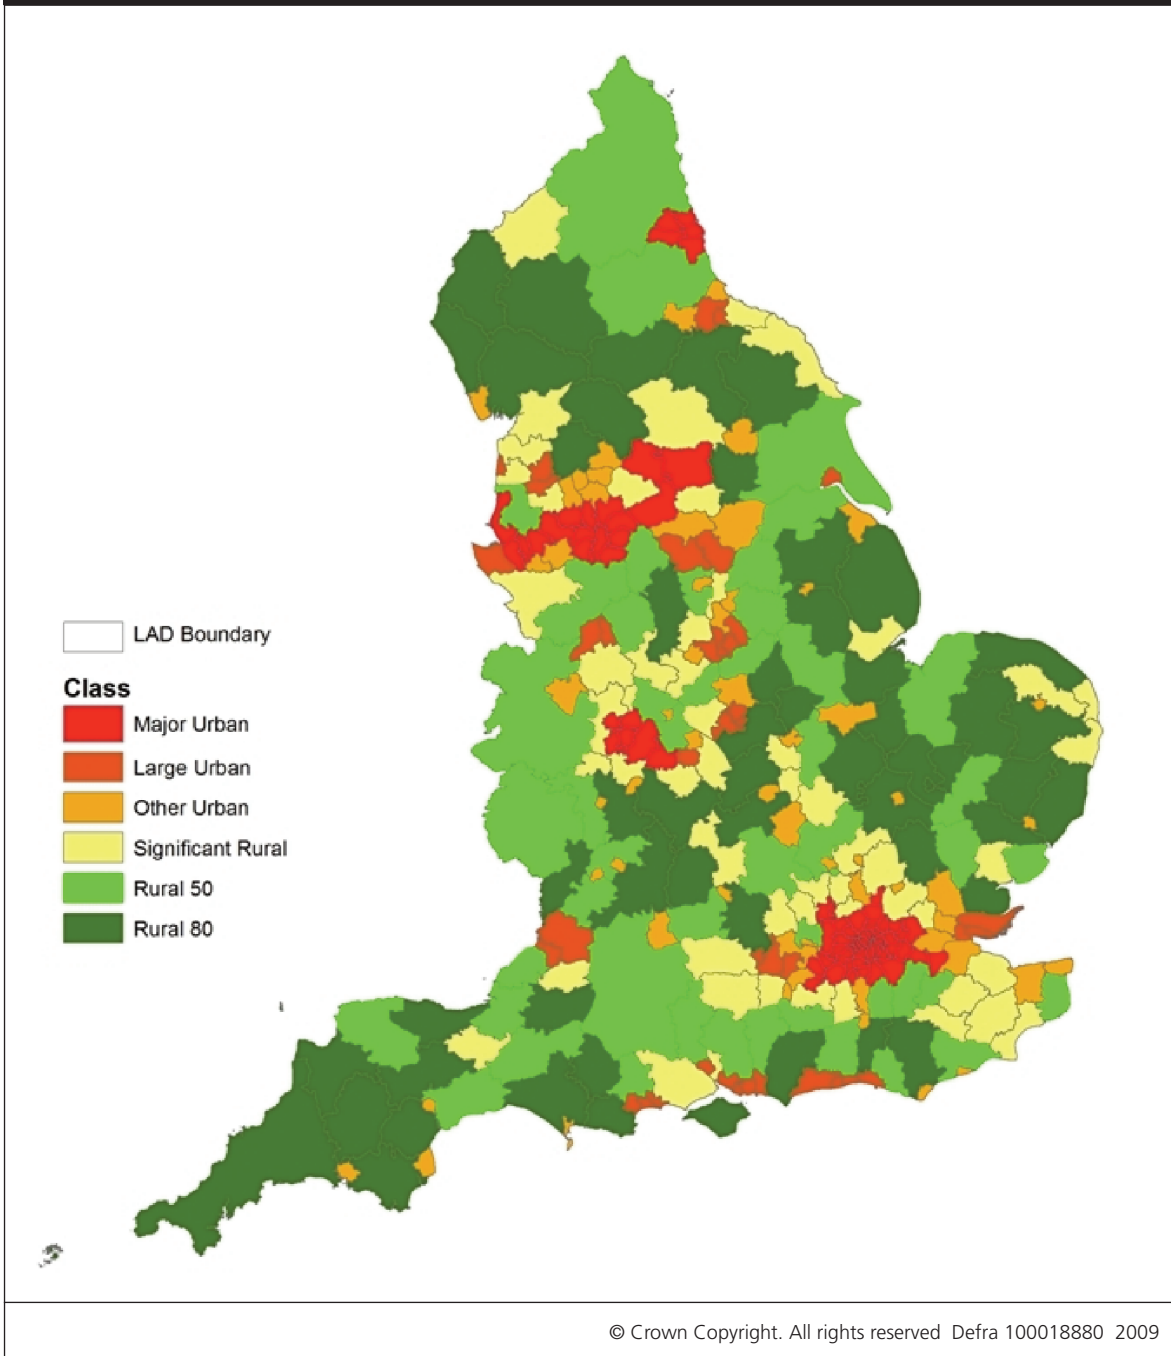 LAD Boundary
Class
Major Urban
Large Urban
Other Urban
Significant Rural
Rural 50
Rural 80
© Crown Copyright. All rights reserved Defra 100018880 2009